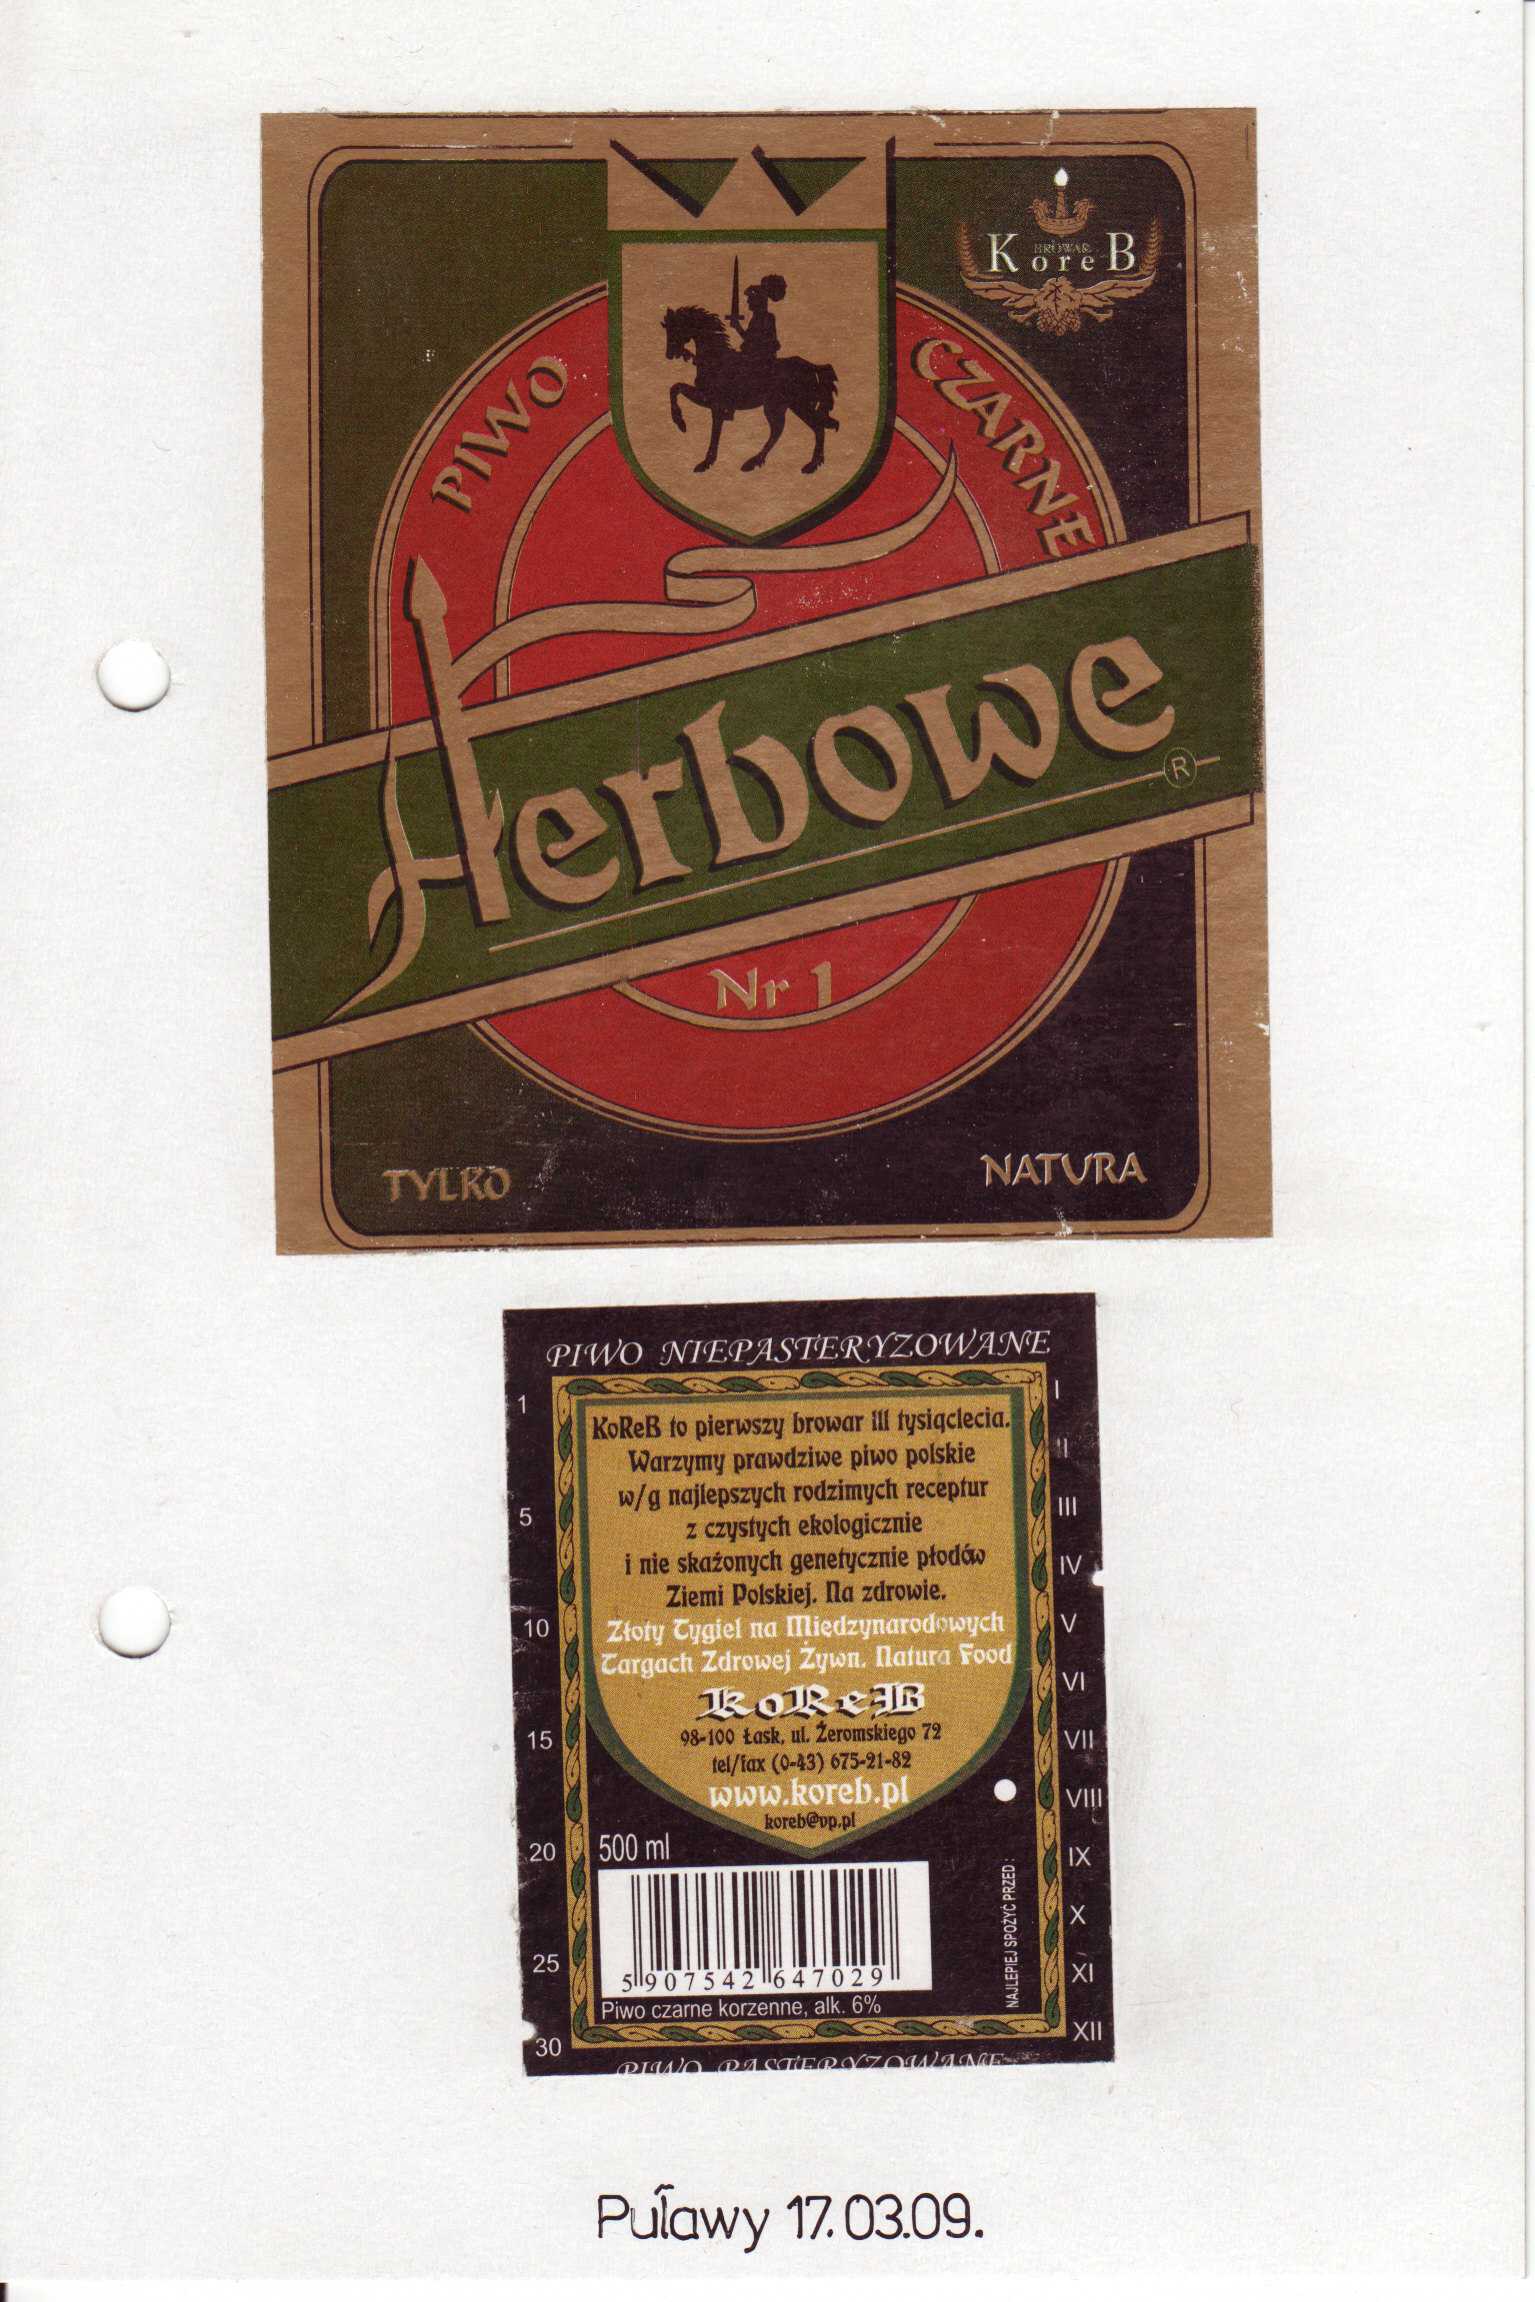 BROWAR
KoreB
PIWO CZARNE
Herbowe
®
Nr 1
TYLKO NATURA
PIWO NIEPASTERYZOWANE
KoReB to pierwszy browar III tysiąclecia.
Warzymy prawdziwe piwo polskie
w/g najlepszych rodzimych receptur
z czystych ekologicznie
i nie skażonych genetycznie płodów
Ziemi Polskiej. Na zdrowie.
Złoty Tygiel na Międzynarodowych
Targach Zdrowej Żywn. Natura Food
KoReB
98-100 Łask, ul. Żeromskiego 72
tel/fax (0-43) 675-21-82
www.koreb.pl
koreb@vp.pl
500 ml
5 907542 647029
Piwo czarne korzenne, alk. 6%
NAJLEPIEJ SPOŻYĆ PRZED:
1
5
10
15
20
25
30
I
II
III
IV
V
VI
VII
VIII
IX
X
XI
XII
PIWO PASTERYZOWANE
Puławy 17.03.09.